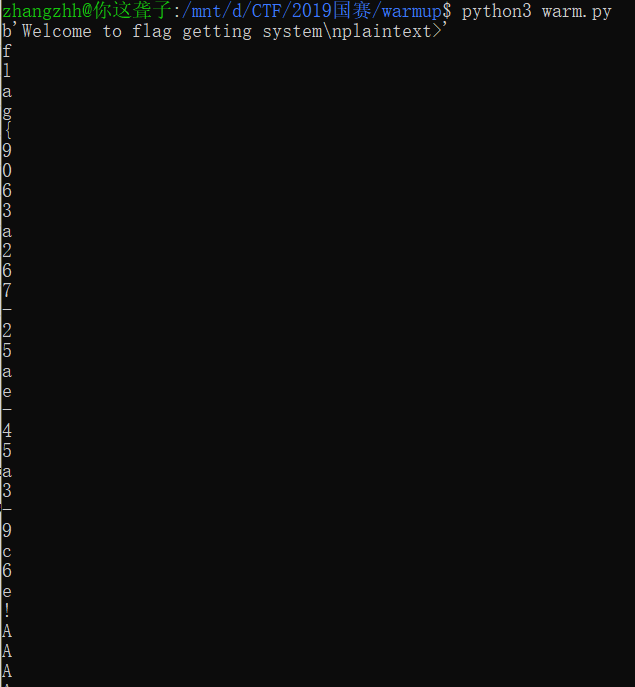 zhangzhh@你这聋子:/mnt/d/CTF/2019国赛/warmup$ python3 warm.py
b'Welcome to flag getting system\nplaintext>'
f
l
a
g
{
9
0
6
3
a
2
6
7
-
2
5
a
e
-
4
5
a
3
-
9
c
6
e
!
A
A
A